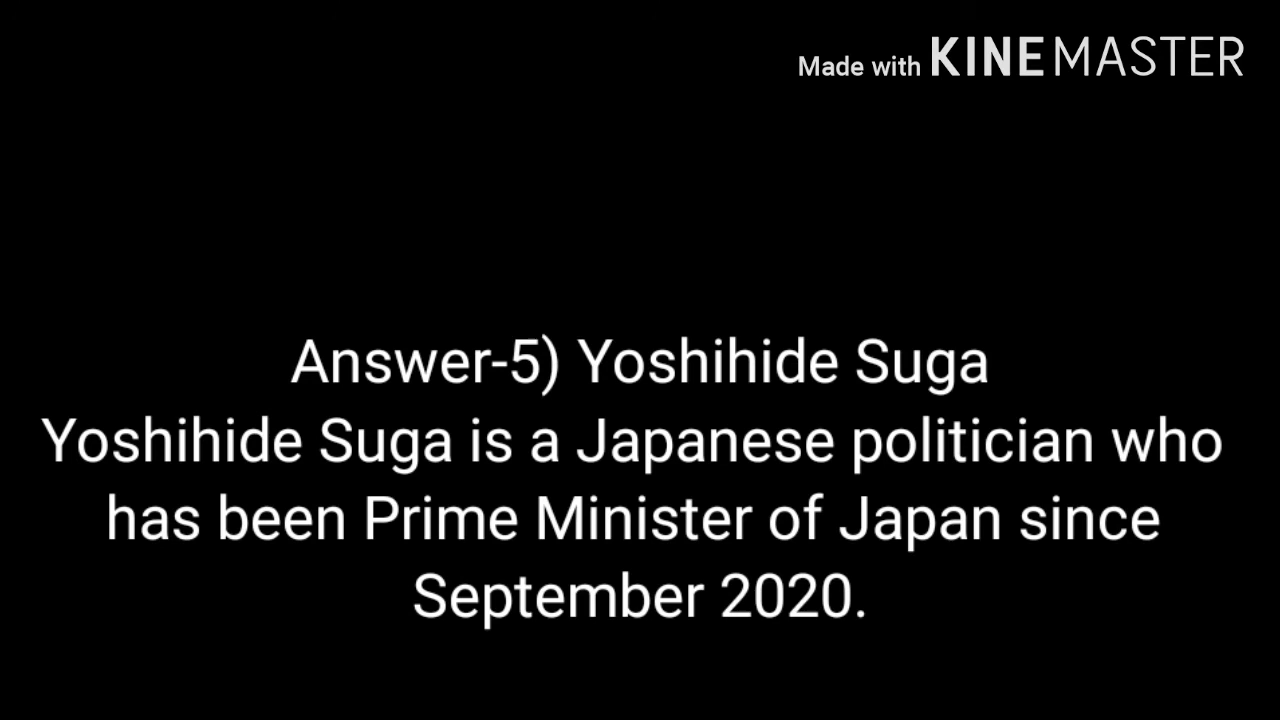 Made with KINEMASTER
Answer-5) Yoshihide Suga
Yoshihide Suga is a Japanese politician who
has been Prime Minister of Japan since
September 2020.